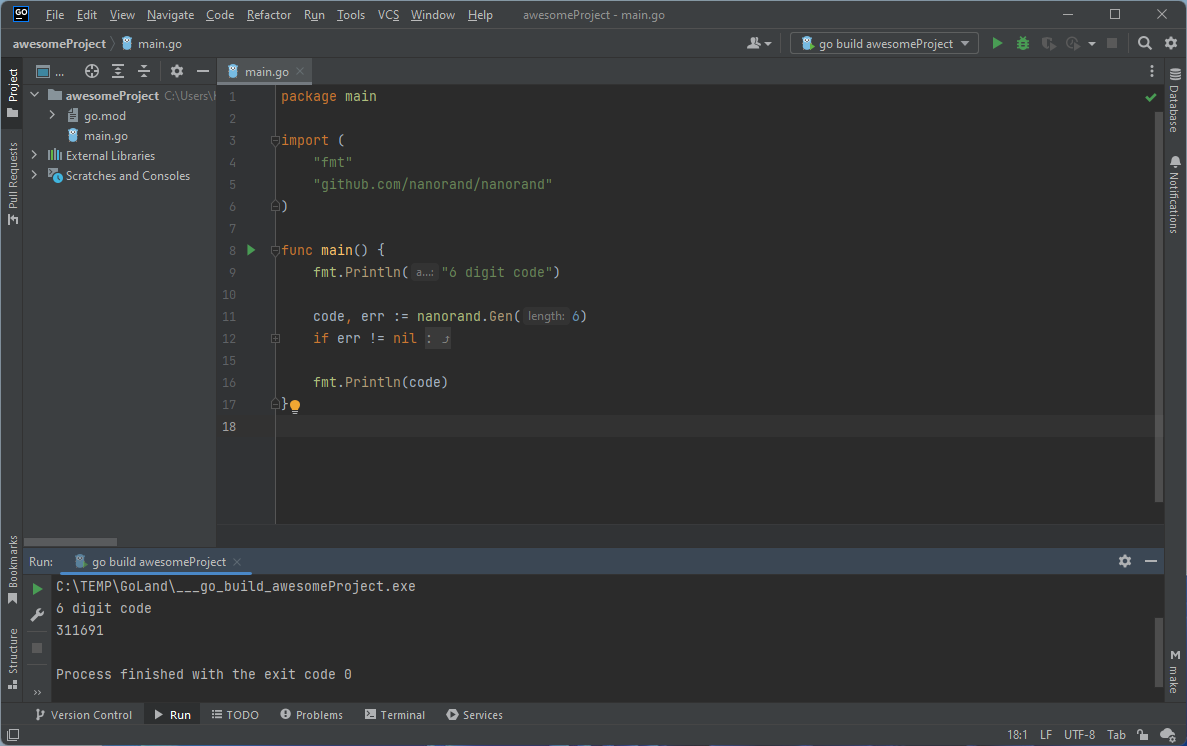 GO File Edit View Navigate Code Refactor Run Tools VCS Window Help awesomeProject - main.go
awesomeProject main.go go build awesomeProject
... main.go
Project
Pull Requests
Bookmarks
Structure
awesomeProject C:\Users\
go.mod
main.go
External Libraries
Scratches and Consoles
1 package main
2
3 import (
4 "fmt"
5 "github.com/nanorand/nanorand"
6 )
7
8 func main() {
9 fmt.Println( a...: "6 digit code")
10
11 code, err := nanorand.Gen( length: 6)
12 if err != nil :
15
16 fmt.Println(code)
17 }
18
Database
Notifications
M make
Run: go build awesomeProject
C:\TEMP\GoLand\___go_build_awesomeProject.exe
6 digit code
311691
Process finished with the exit code 0
Version Control Run TODO Problems Terminal Services
18:1 LF UTF-8 Tab